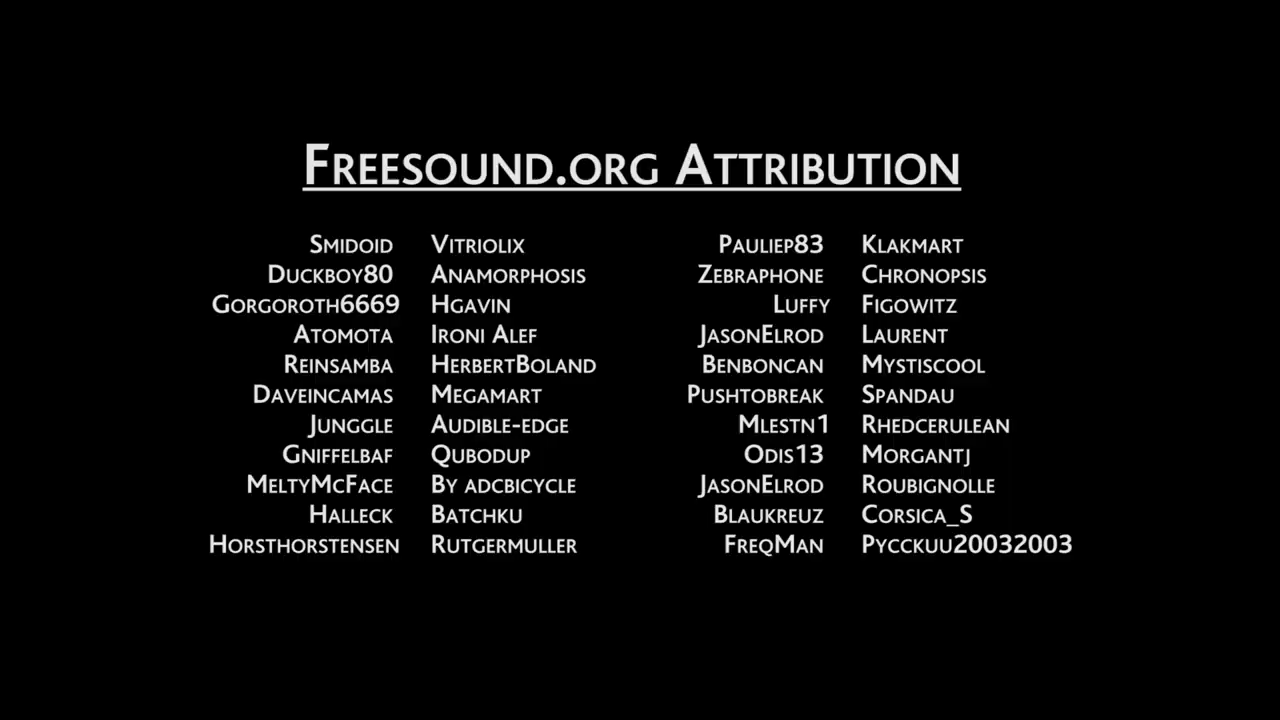 Freesound.org Attribution
Smidoid Vitriolix Pauliep83 Klakmart
Duckboy80 Anamorphosis Zebraphone Chronopsis
Gorgoroth6669 Hgavin Luffy Figowitz
Atomota Ironi Alef JasonElrod Laurent
Reinsamba HerbertBoland Benboncan Mystiscool
Daveincamas Megamart Pushtobreak Spandau
Junggle Audible-edge Mlestn1 Rhedcerulean
Gniffelbaf Qubodup Odis13 Morgantj
MeltyMcFace By adcbicycle JasonElrod Roubignolle
Halleck Batchku Blaukreuz Corsica_S
Horsthorstensen Rutgermuller FreqMan Pycckuu20032003